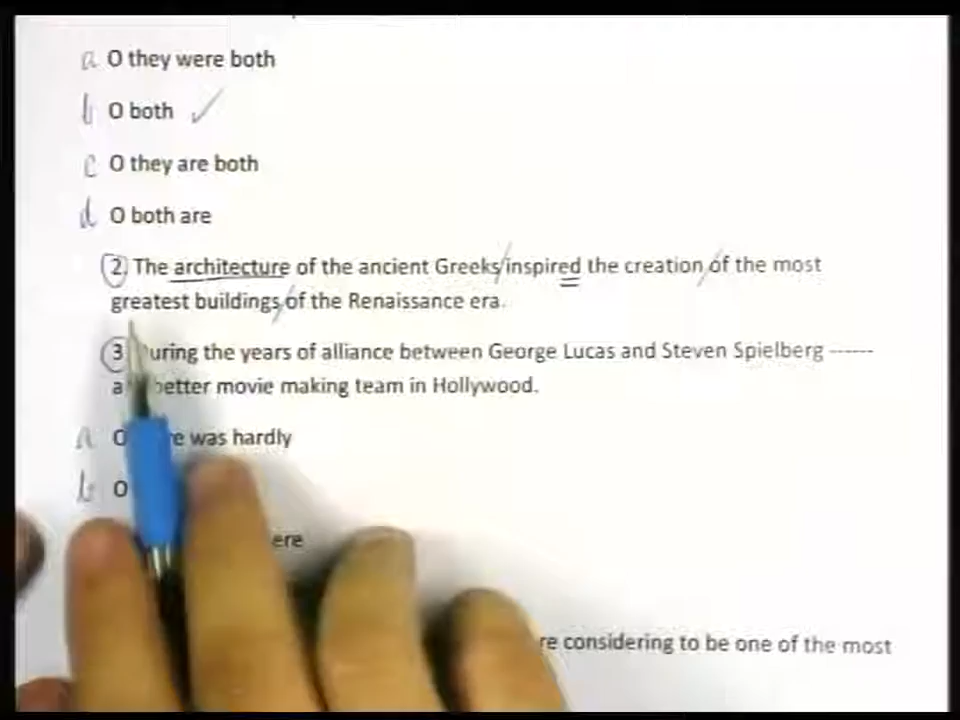 a O they were both
b O both ✓
c O they are both
d O both are
2. The architecture of the ancient Greeks/inspired the creation/of the most
greatest buildings/of the Renaissance era.
3 uring the years of alliance between George Lucas and Steven Spielberg ------
a better movie making team in Hollywood.
a O was hardly
b O
ere
re considering to be one of the most